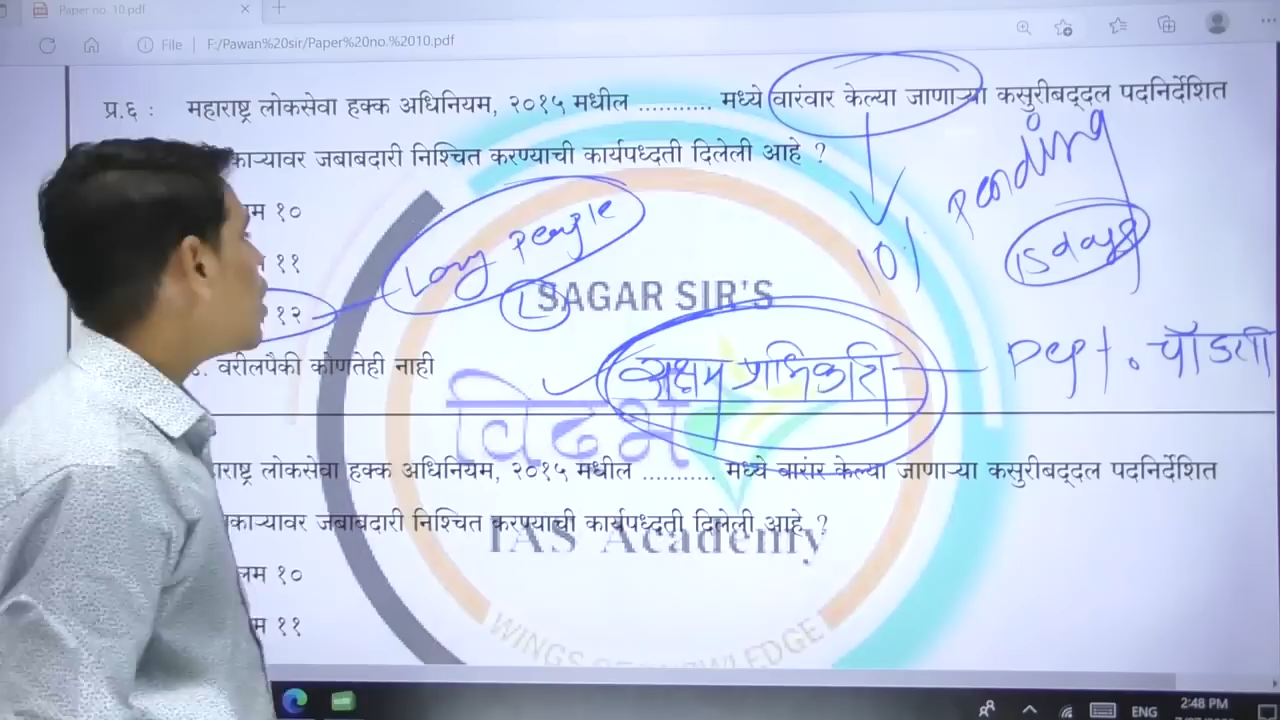 Paper no. 10.pdf
File | F:/Pawan%20sir/Paper%20no.%2010.pdf
प्र.६ : महाराष्ट्र लोकसेवा हक्क अधिनियम, २०१५ मधील ........... मध्ये वारंवार केल्या जाणाऱ्या कसुरीबद्दल पदनिर्देशित
काऱ्यावर जबाबदारी निश्चित करण्याची कार्यपध्दती दिलेली आहे ?
pending
म १०
people
15 days
११
10%
SAGAR SIR'S
१२
वरीलपैकी कोणतेही नाही
सक्षम प्राधिकारी
Dept. चौकशी
विदर्भ
राष्ट्र लोकसेवा हक्क अधिनियम, २०१५ मधील ........... मध्ये वारांर केल्या जाणाऱ्या कसुरीबद्दल पदनिर्देशित
काऱ्यावर जबाबदारी निश्चित करण्याची कार्यपध्दती दिलेली आहे ?
IAS Academy
लम १०
म ११
WINGS OF KNOWLEDGE
ENG
2:48 PM